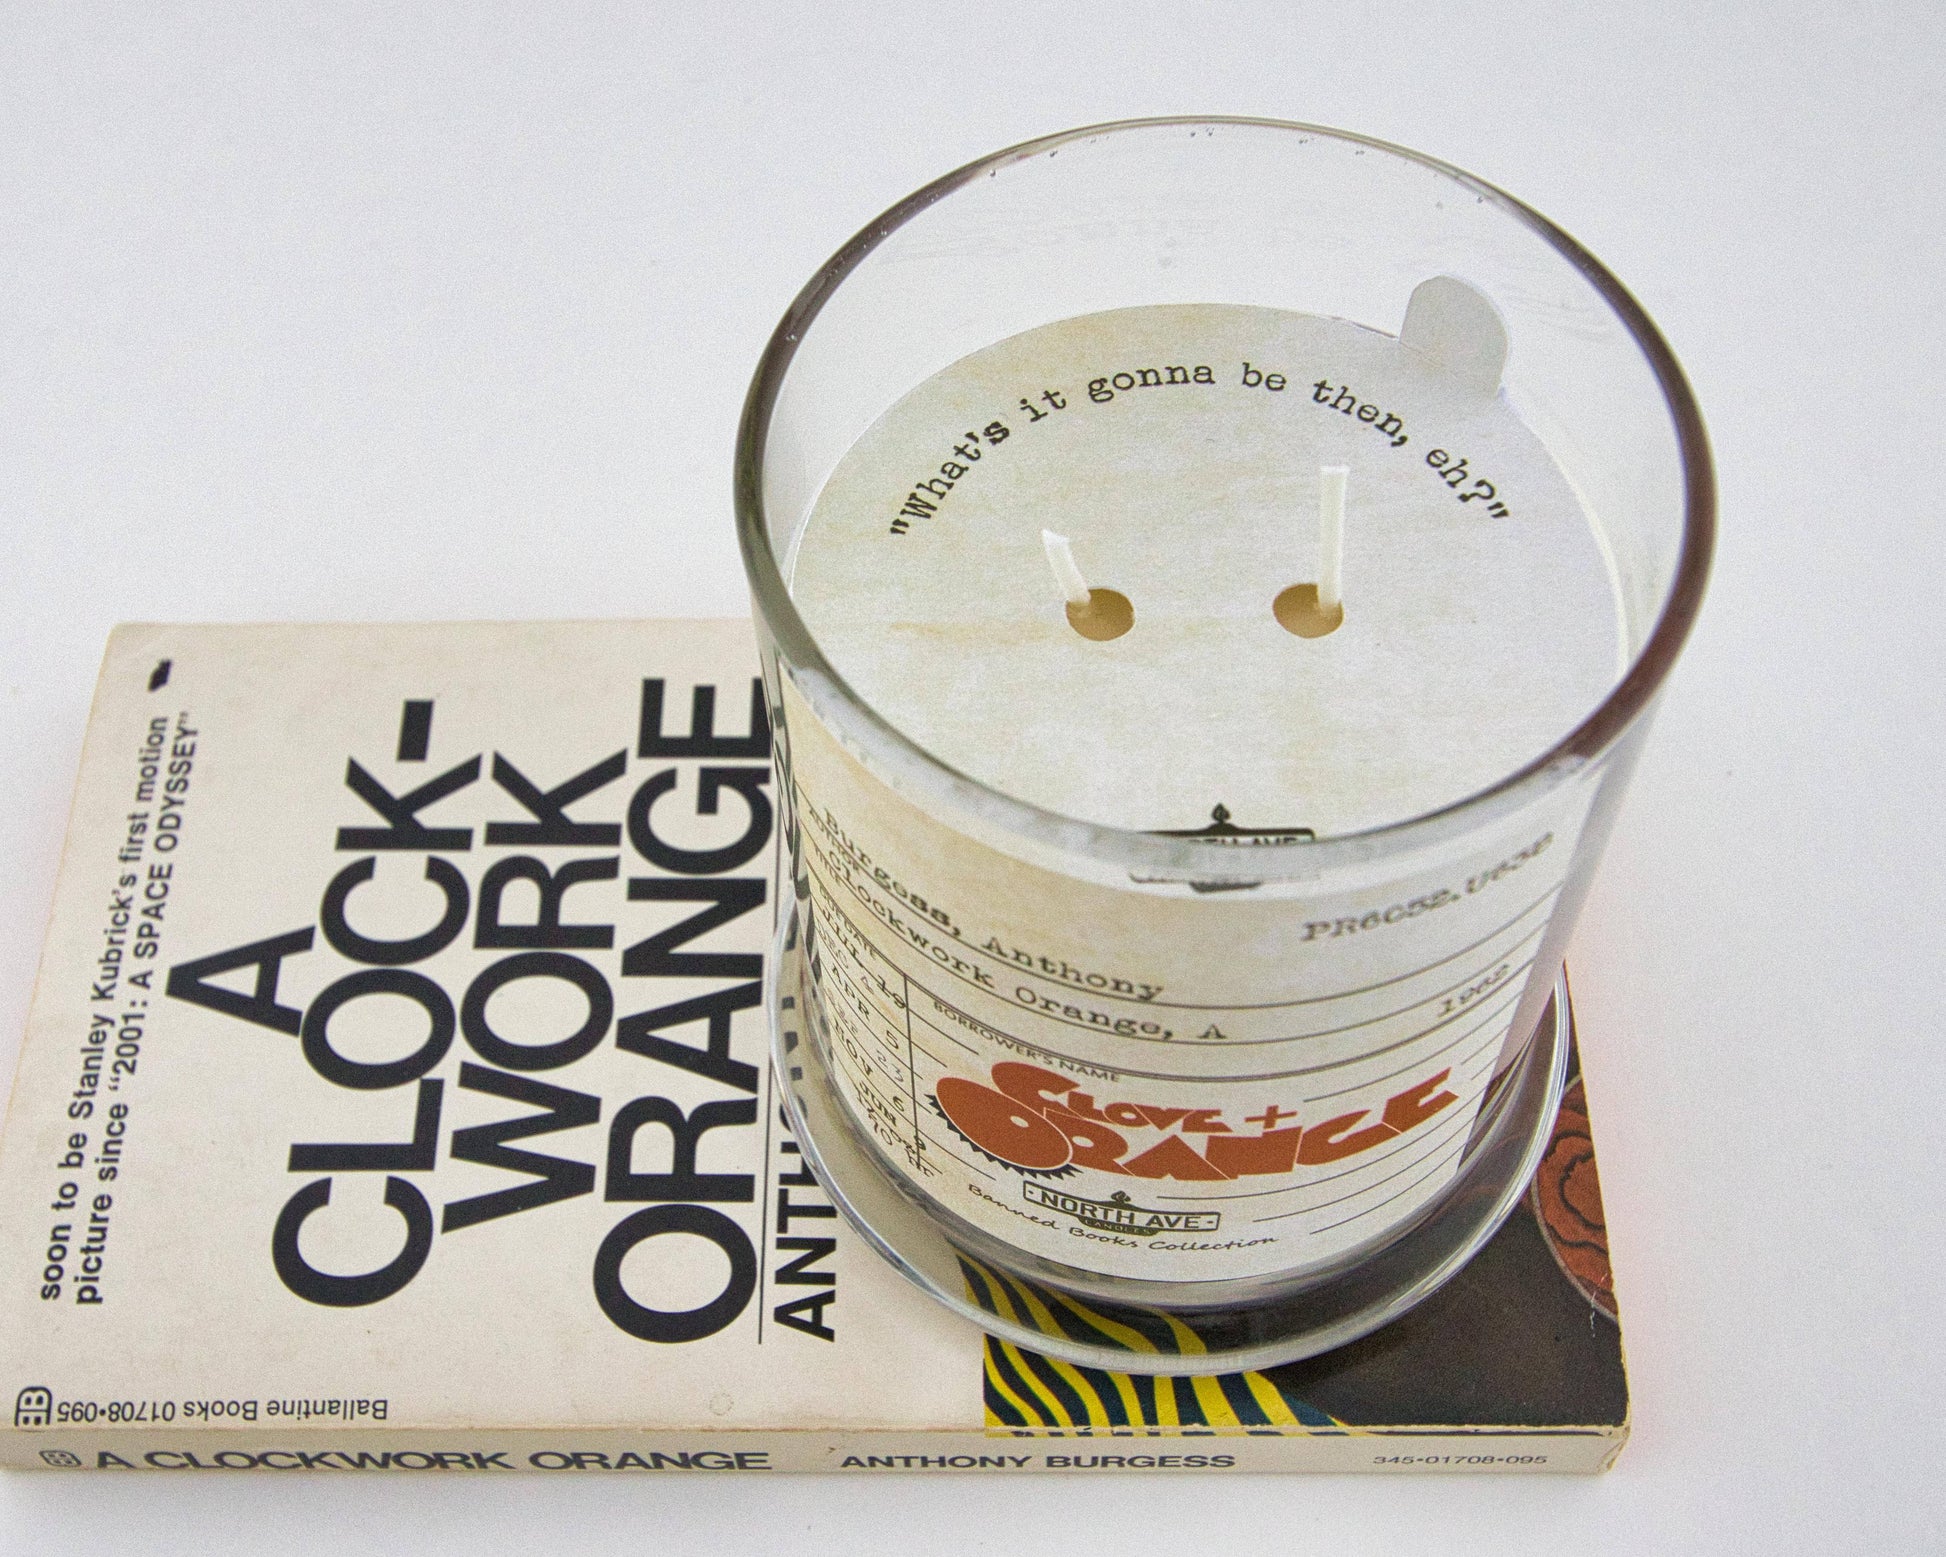 "What's it gonna be then, eh?"
Burgess, Anthony
Clockwork Orange, A
1962
BORROWER'S NAME
CLOVE +
ORANGE
NORTH AVE
CANDLES
Banned Books Collection
soon to be Stanley Kubrick's first motion
picture since "2001: A SPACE ODYSSEY"
A
CLOCK-
WORK
ORANGE
Ballantine Books 01708•095
A CLOCKWORK ORANGE ANTHONY BURGESS 345•01708•095